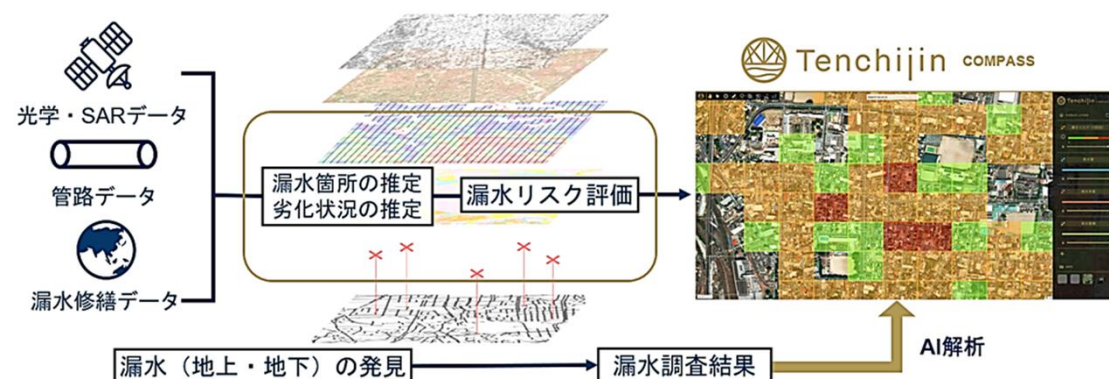 Tenchijin COMPASS
光学・SARデータ
管路データ
漏水修繕データ
漏水箇所の推定
劣化状況の推定
漏水リスク評価
Tenchijin
漏水（地上・地下）の発見
漏水調査結果
AI解析